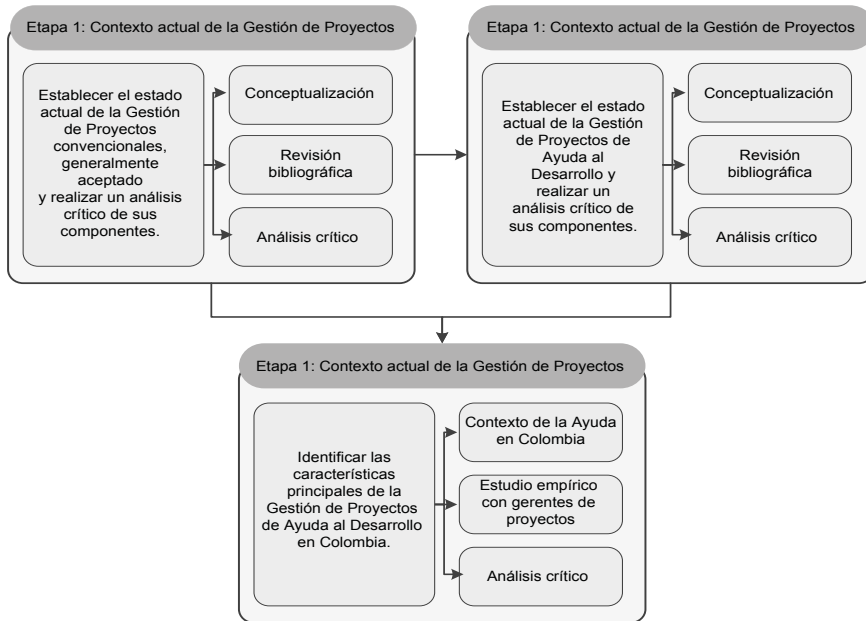 Etapa 1: Contexto actual de la Gestión de Proyectos
Establecer el estado
actual de la Gestión
de Proyectos
convencionales,
generalmente
aceptado
y realizar un análisis
crítico de sus
componentes.
Conceptualización
Revisión
bibliográfica
Análisis crítico
Etapa 1: Contexto actual de la Gestión de Proyectos
Establecer el estado
actual de la Gestión
de Proyectos de
Ayuda al
Desarrollo y
realizar un
análisis crítico de
sus componentes.
Conceptualización
Revisión
bibliográfica
Análisis crítico
Etapa 1: Contexto actual de la Gestión de Proyectos
Identificar las
características
principales de la
Gestión de Proyectos
de Ayuda al Desarrollo
en Colombia.
Contexto de la Ayuda
en Colombia
Estudio empírico
con gerentes de
proyectos
Análisis crítico